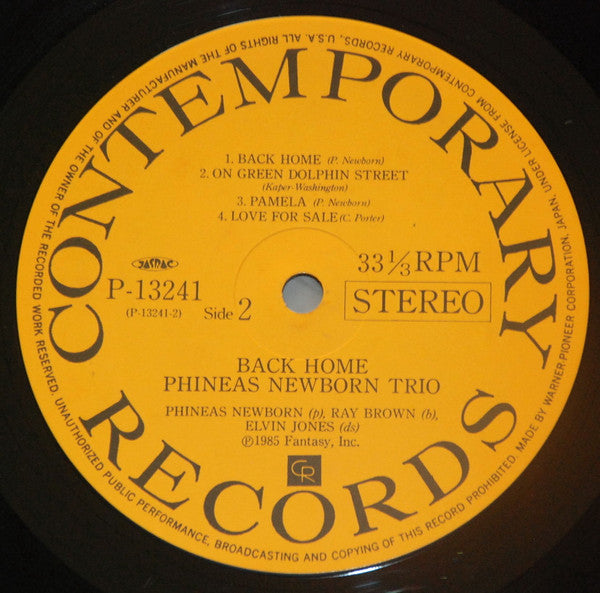 CONTEMPORARY
RECORDS
1. BACK HOME (P. Newborn)
2. ON GREEN DOLPHIN STREET
(Kaper-Washington)
3. PAMELA (P. Newborn)
4. LOVE FOR SALE (C. Porter)
JASRAC
P-13241
(P-13241-2)
Side 2
33 1/3 RPM
STEREO
BACK HOME
PHINEAS NEWBORN TRIO
PHINEAS NEWBORN (p), RAY BROWN (b),
ELVIN JONES (ds)
℗1985 Fantasy, Inc.
CR
MADE BY WARNER-PIONEER CORPORATION, JAPAN, UNDER LICENSE FROM CONTEMPORARY RECORDS, U.S.A. ALL RIGHTS OF THE MANUFACTURER AND OF THE OWNER OF THE RECORDED WORK RESERVED. UNAUTHORIZED PUBLIC PERFORMANCE, BROADCASTING AND COPYING OF THIS RECORD PROHIBITED.